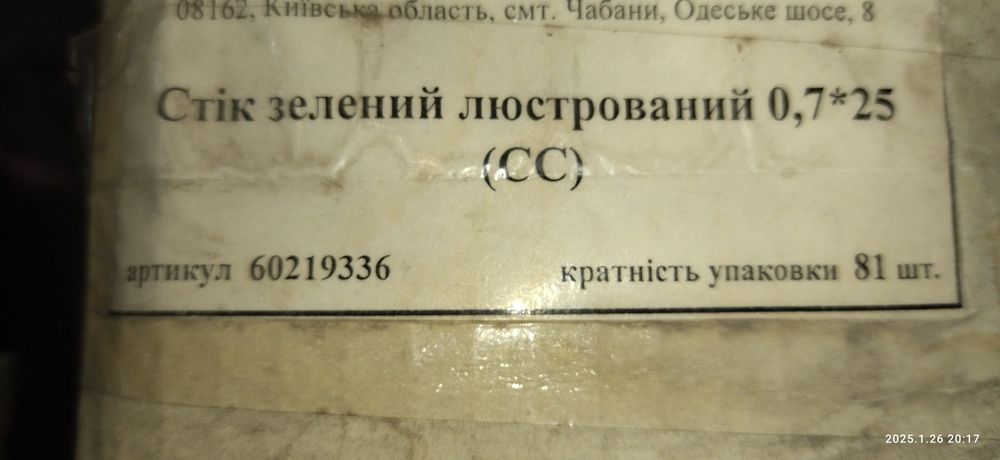 08162, Київська область, смт. Чабани, Одеське шосе, 8
Стік зелений люстрований 0,7*25
(СС)
артикул 60219336
кратність упаковки 81 шт.
2025.1.26 20:17